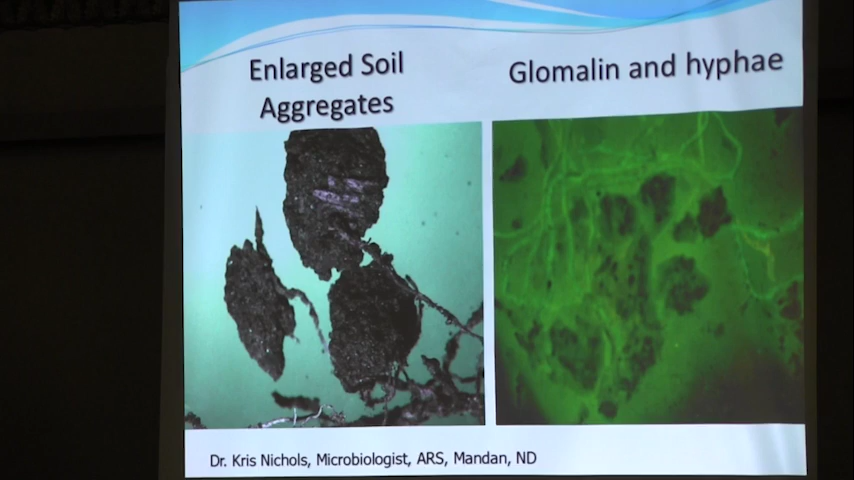 Enlarged Soil
Aggregates
Glomalin and hyphae
Dr. Kris Nichols, Microbiologist, ARS, Mandan, ND